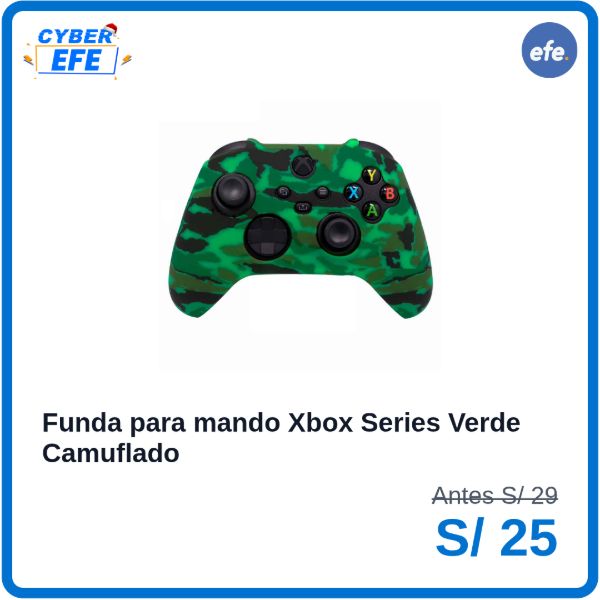 CYBER
EFE
efe.
Y
X
B
A
Funda para mando Xbox Series Verde
Camuflado
Antes S/ 29
S/ 25